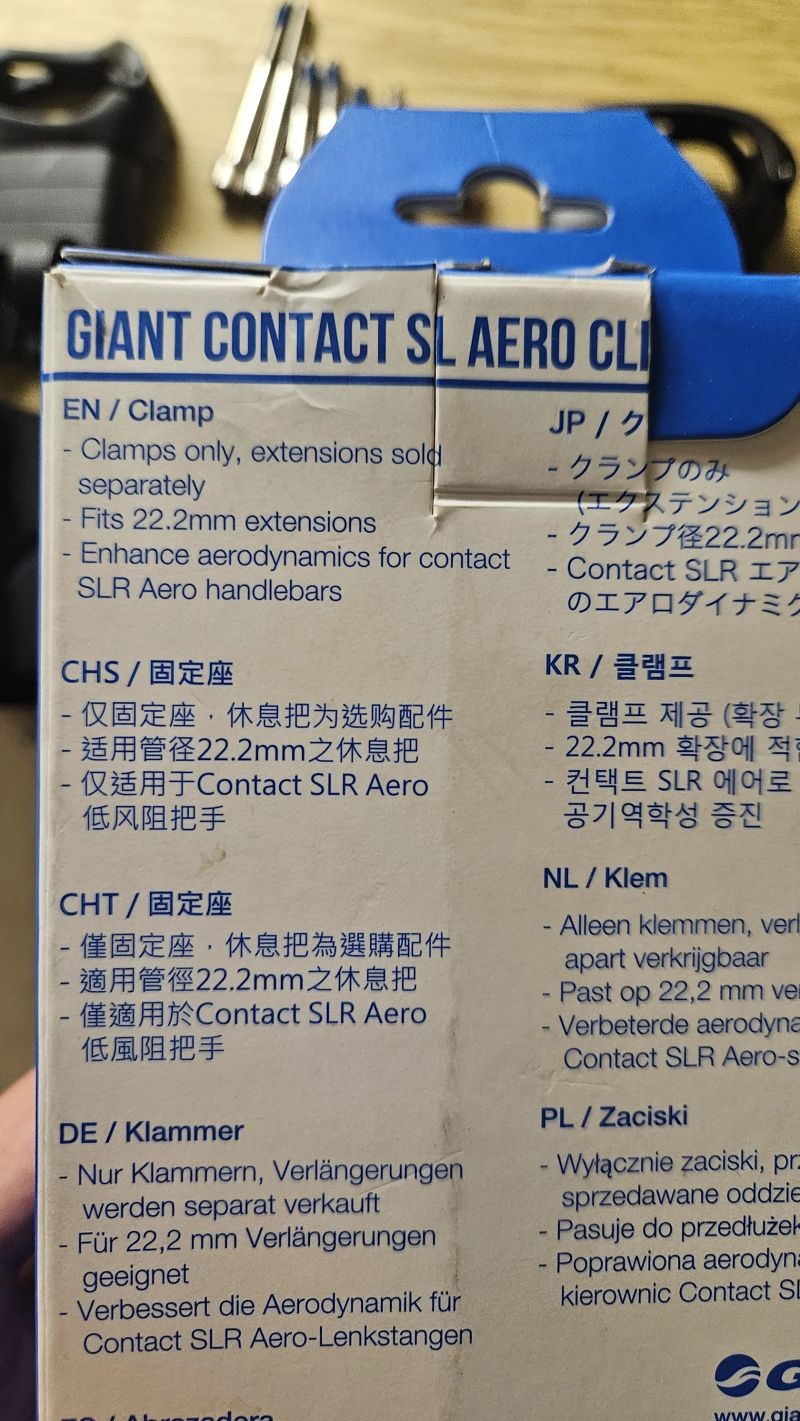 GIANT CONTACT SL AERO CLI
EN / Clamp
- Clamps only, extensions sold
separately
- Fits 22.2mm extensions
- Enhance aerodynamics for contact
SLR Aero handlebars
CHS / 固定座
- 仅固定座，休息把为选购配件
- 适用管径22.2mm之休息把
- 仅适用于Contact SLR Aero
低风阻把手
CHT / 固定座
- 僅固定座，休息把為選購配件
- 適用管徑22.2mm之休息把
- 僅適用於Contact SLR Aero
低風阻把手
DE / Klammer
- Nur Klammern, Verlängerungen
werden separat verkauft
- Für 22,2 mm Verlängerungen
geeignet
- Verbessert die Aerodynamik für
Contact SLR Aero-Lenkstangen
ES / Abrazadera
JP / ク
- クランプのみ
(エクステンション
- クランプ径22.2mm
- Contact SLR エア
のエアロダイナミク
KR / 클램프
- 클램프 제공 (확장
- 22.2mm 확장에 적합
- 컨택트 SLR 에어로
공기역학성 증진
NL / Klem
- Alleen klemmen, verl
apart verkrijgbaar
- Past op 22,2 mm ve
- Verbeterde aerodyna
Contact SLR Aero-s
PL / Zaciski
- Wyłącznie zaciski, prz
sprzedawane oddzie
- Pasuje do przedłużek
- Poprawiona aerodyna
kierownic Contact SL
G
www.gia